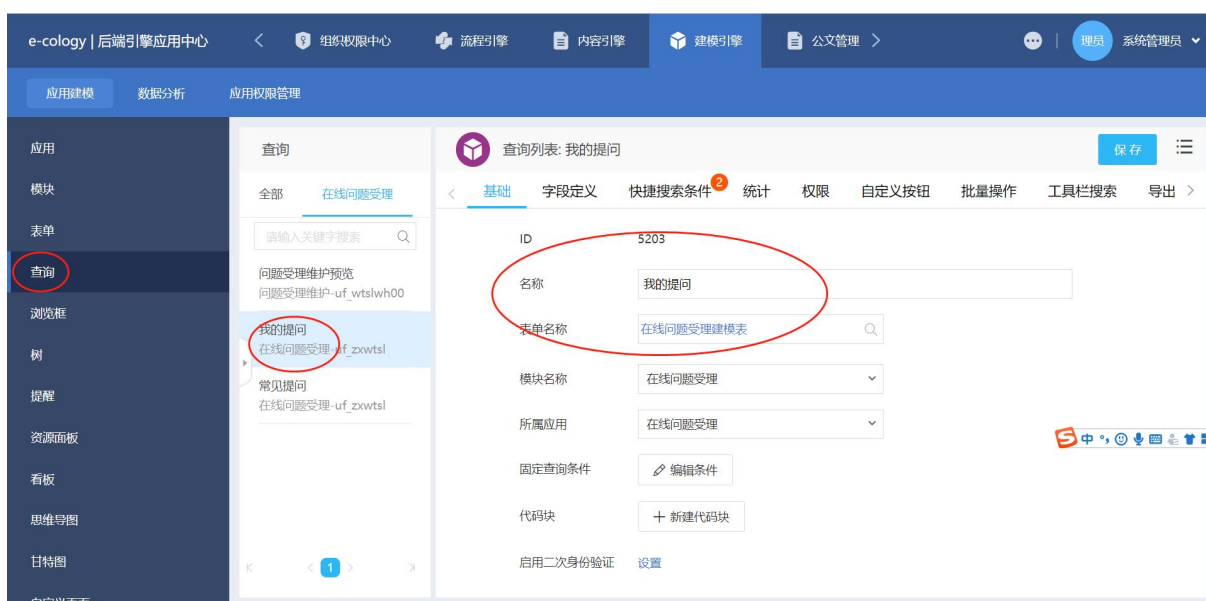 e-cology | 后端引擎应用中心 组织权限中心 流程引擎 内容引擎 建模引擎 公文管理 理员 系统管理员
应用建模 数据分析 应用权限管理
应用
模块
表单
查询
浏览框
树
提醒
资源面板
看板
思维导图
甘特图
查询
全部 在线问题受理
请输入关键字搜索
问题受理维护预览
问题受理维护-uf_wtslwh00
我的提问
在线问题受理-uf_zxwtsl
常见提问
在线问题受理-uf_zxwtsl
1
查询列表: 我的提问 保存
基础 字段定义 快捷搜索条件 2 统计 权限 自定义按钮 批量操作 工具栏搜索 导出
ID 5203
名称 我的提问
表单名称 在线问题受理建模表
模块名称 在线问题受理
所属应用 在线问题受理
固定查询条件 编辑条件
代码块 新建代码块
启用二次身份验证 设置
中